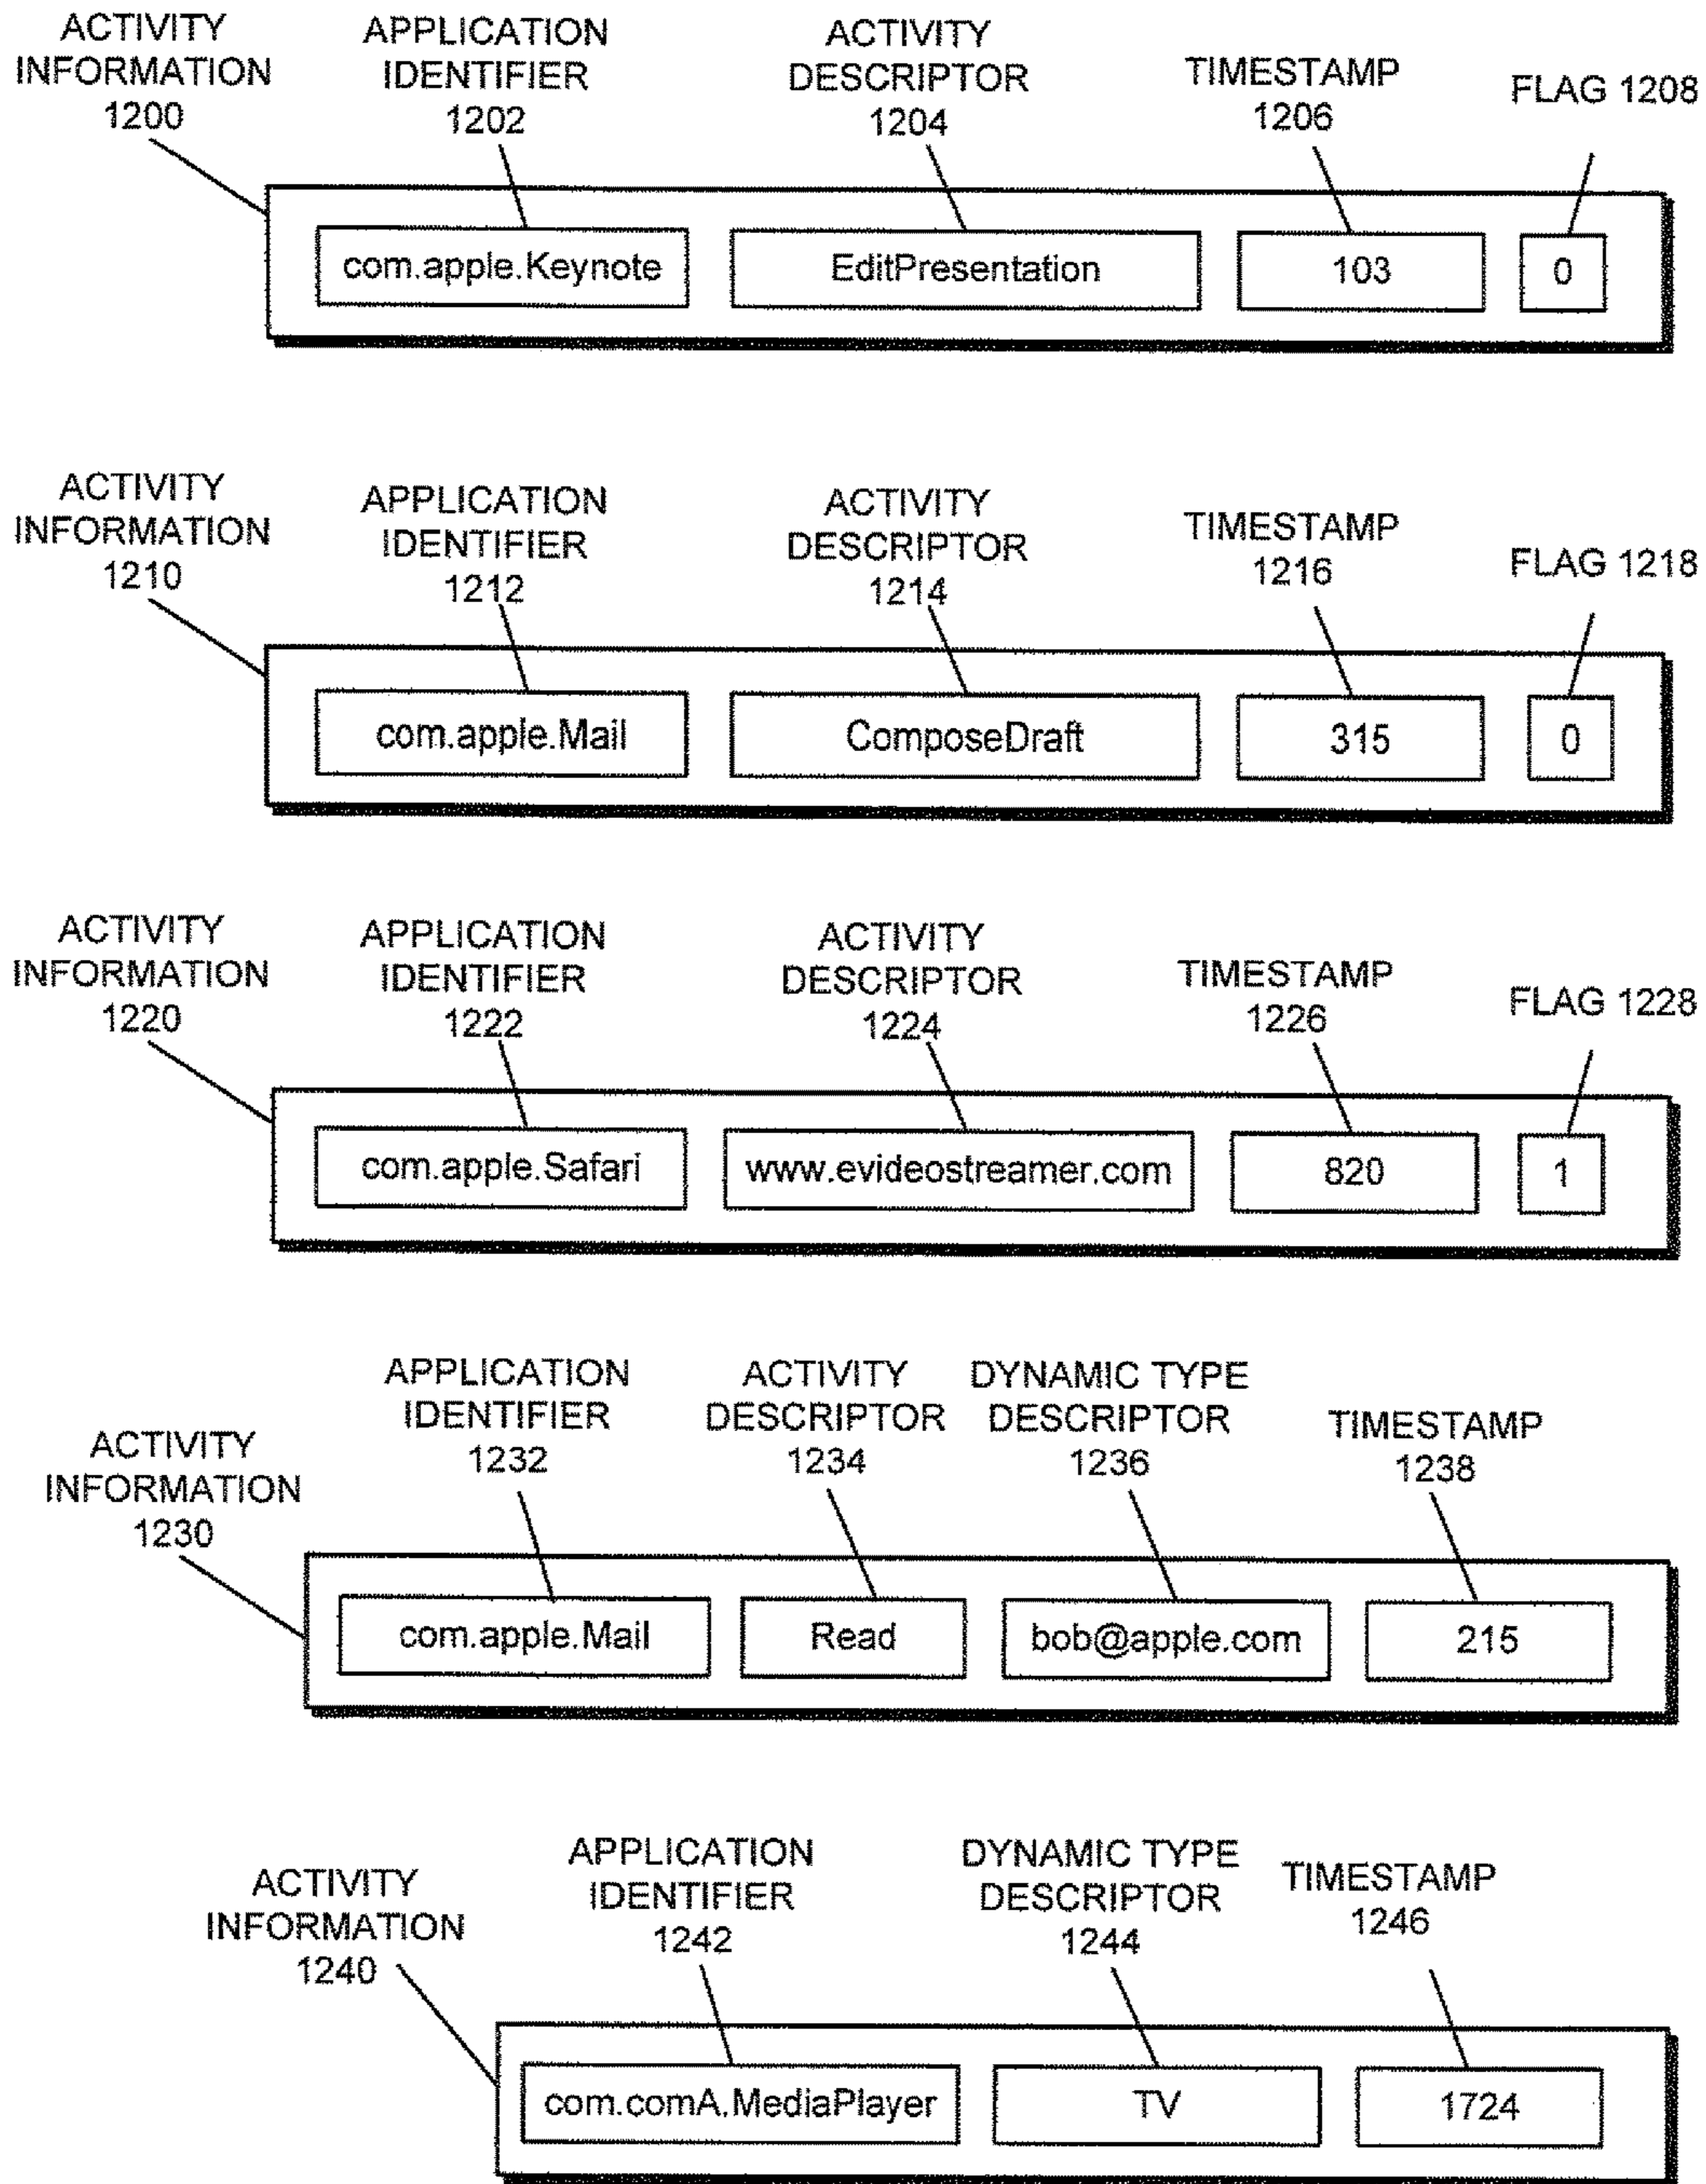 ACTIVITY
INFORMATION
1200
APPLICATION
IDENTIFIER
1202
ACTIVITY
DESCRIPTOR
1204
TIMESTAMP
1206
FLAG 1208
com.apple.Keynote
EditPresentation
103
0
ACTIVITY
INFORMATION
1210
APPLICATION
IDENTIFIER
1212
ACTIVITY
DESCRIPTOR
1214
TIMESTAMP
1216
FLAG 1218
com.apple.Mail
ComposeDraft
315
0
ACTIVITY
INFORMATION
1220
APPLICATION
IDENTIFIER
1222
ACTIVITY
DESCRIPTOR
1224
TIMESTAMP
1226
FLAG 1228
com.apple.Safari
www.evideostreamer.com
820
1
ACTIVITY
INFORMATION
1230
APPLICATION
IDENTIFIER
1232
ACTIVITY
DESCRIPTOR
1234
DYNAMIC TYPE
DESCRIPTOR
1236
TIMESTAMP
1238
com.apple.Mail
Read
bob@apple.com
215
ACTIVITY
INFORMATION
1240
APPLICATION
IDENTIFIER
1242
DYNAMIC TYPE
DESCRIPTOR
1244
TIMESTAMP
1246
com.comA.MediaPlayer
TV
1724